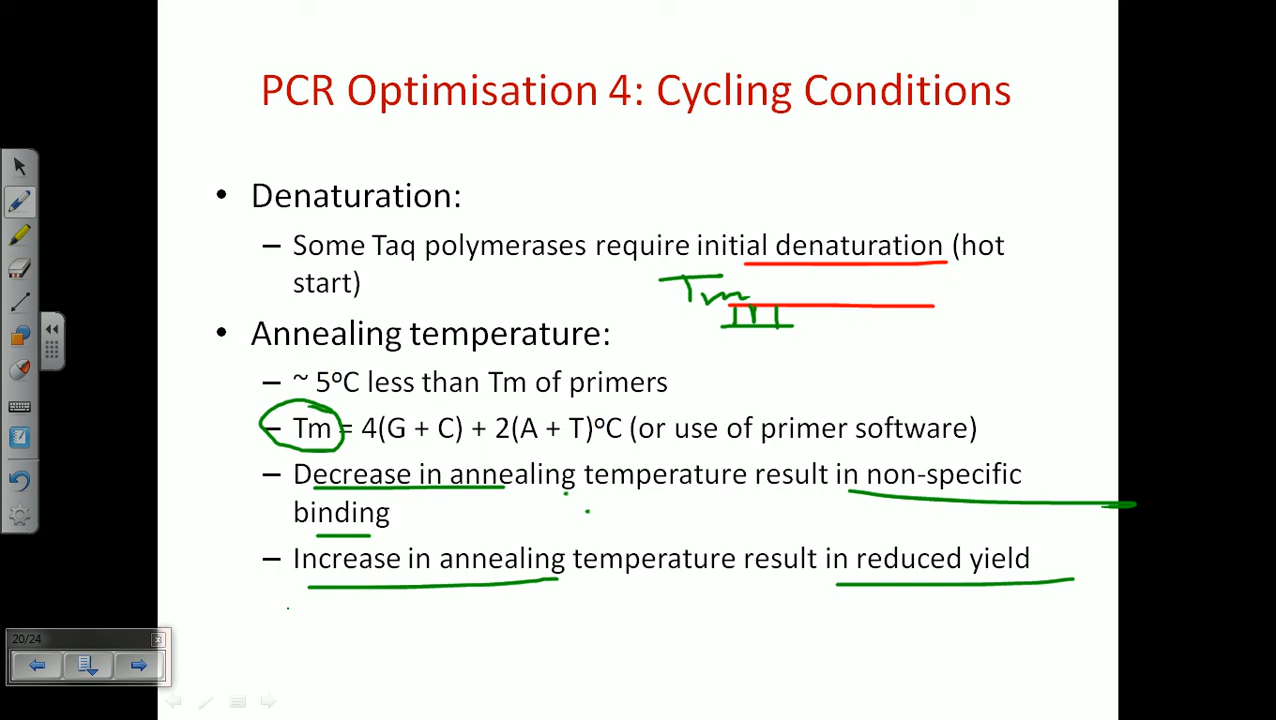 PCR Optimisation 4: Cycling Conditions
• Denaturation:
– Some Taq polymerases require initial denaturation (hot
start)
Tm
• Annealing temperature:
– ~ 5ºC less than Tm of primers
– Tm = 4(G + C) + 2(A + T)ºC (or use of primer software)
– Decrease in annealing temperature result in non-specific
binding
– Increase in annealing temperature result in reduced yield
20/24